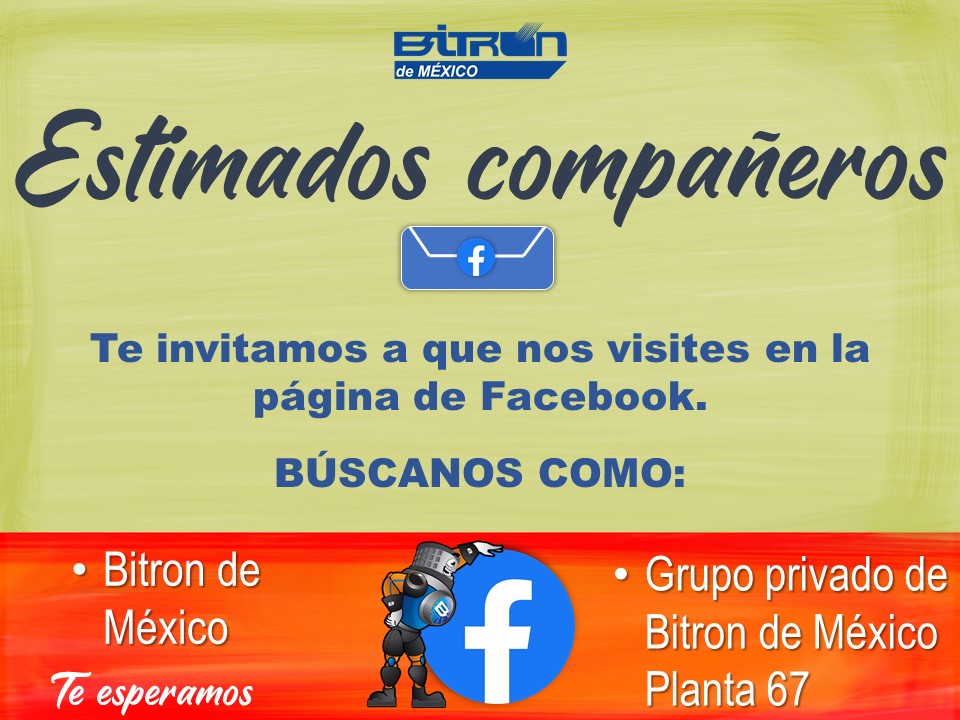 BiTRON
de MÉXICO
Estimados compañeros
Te invitamos a que nos visites en la
página de Facebook.
BÚSCANOS COMO:
• Bitron de
México
Te esperamos
• Grupo privado de
Bitron de México
Planta 67